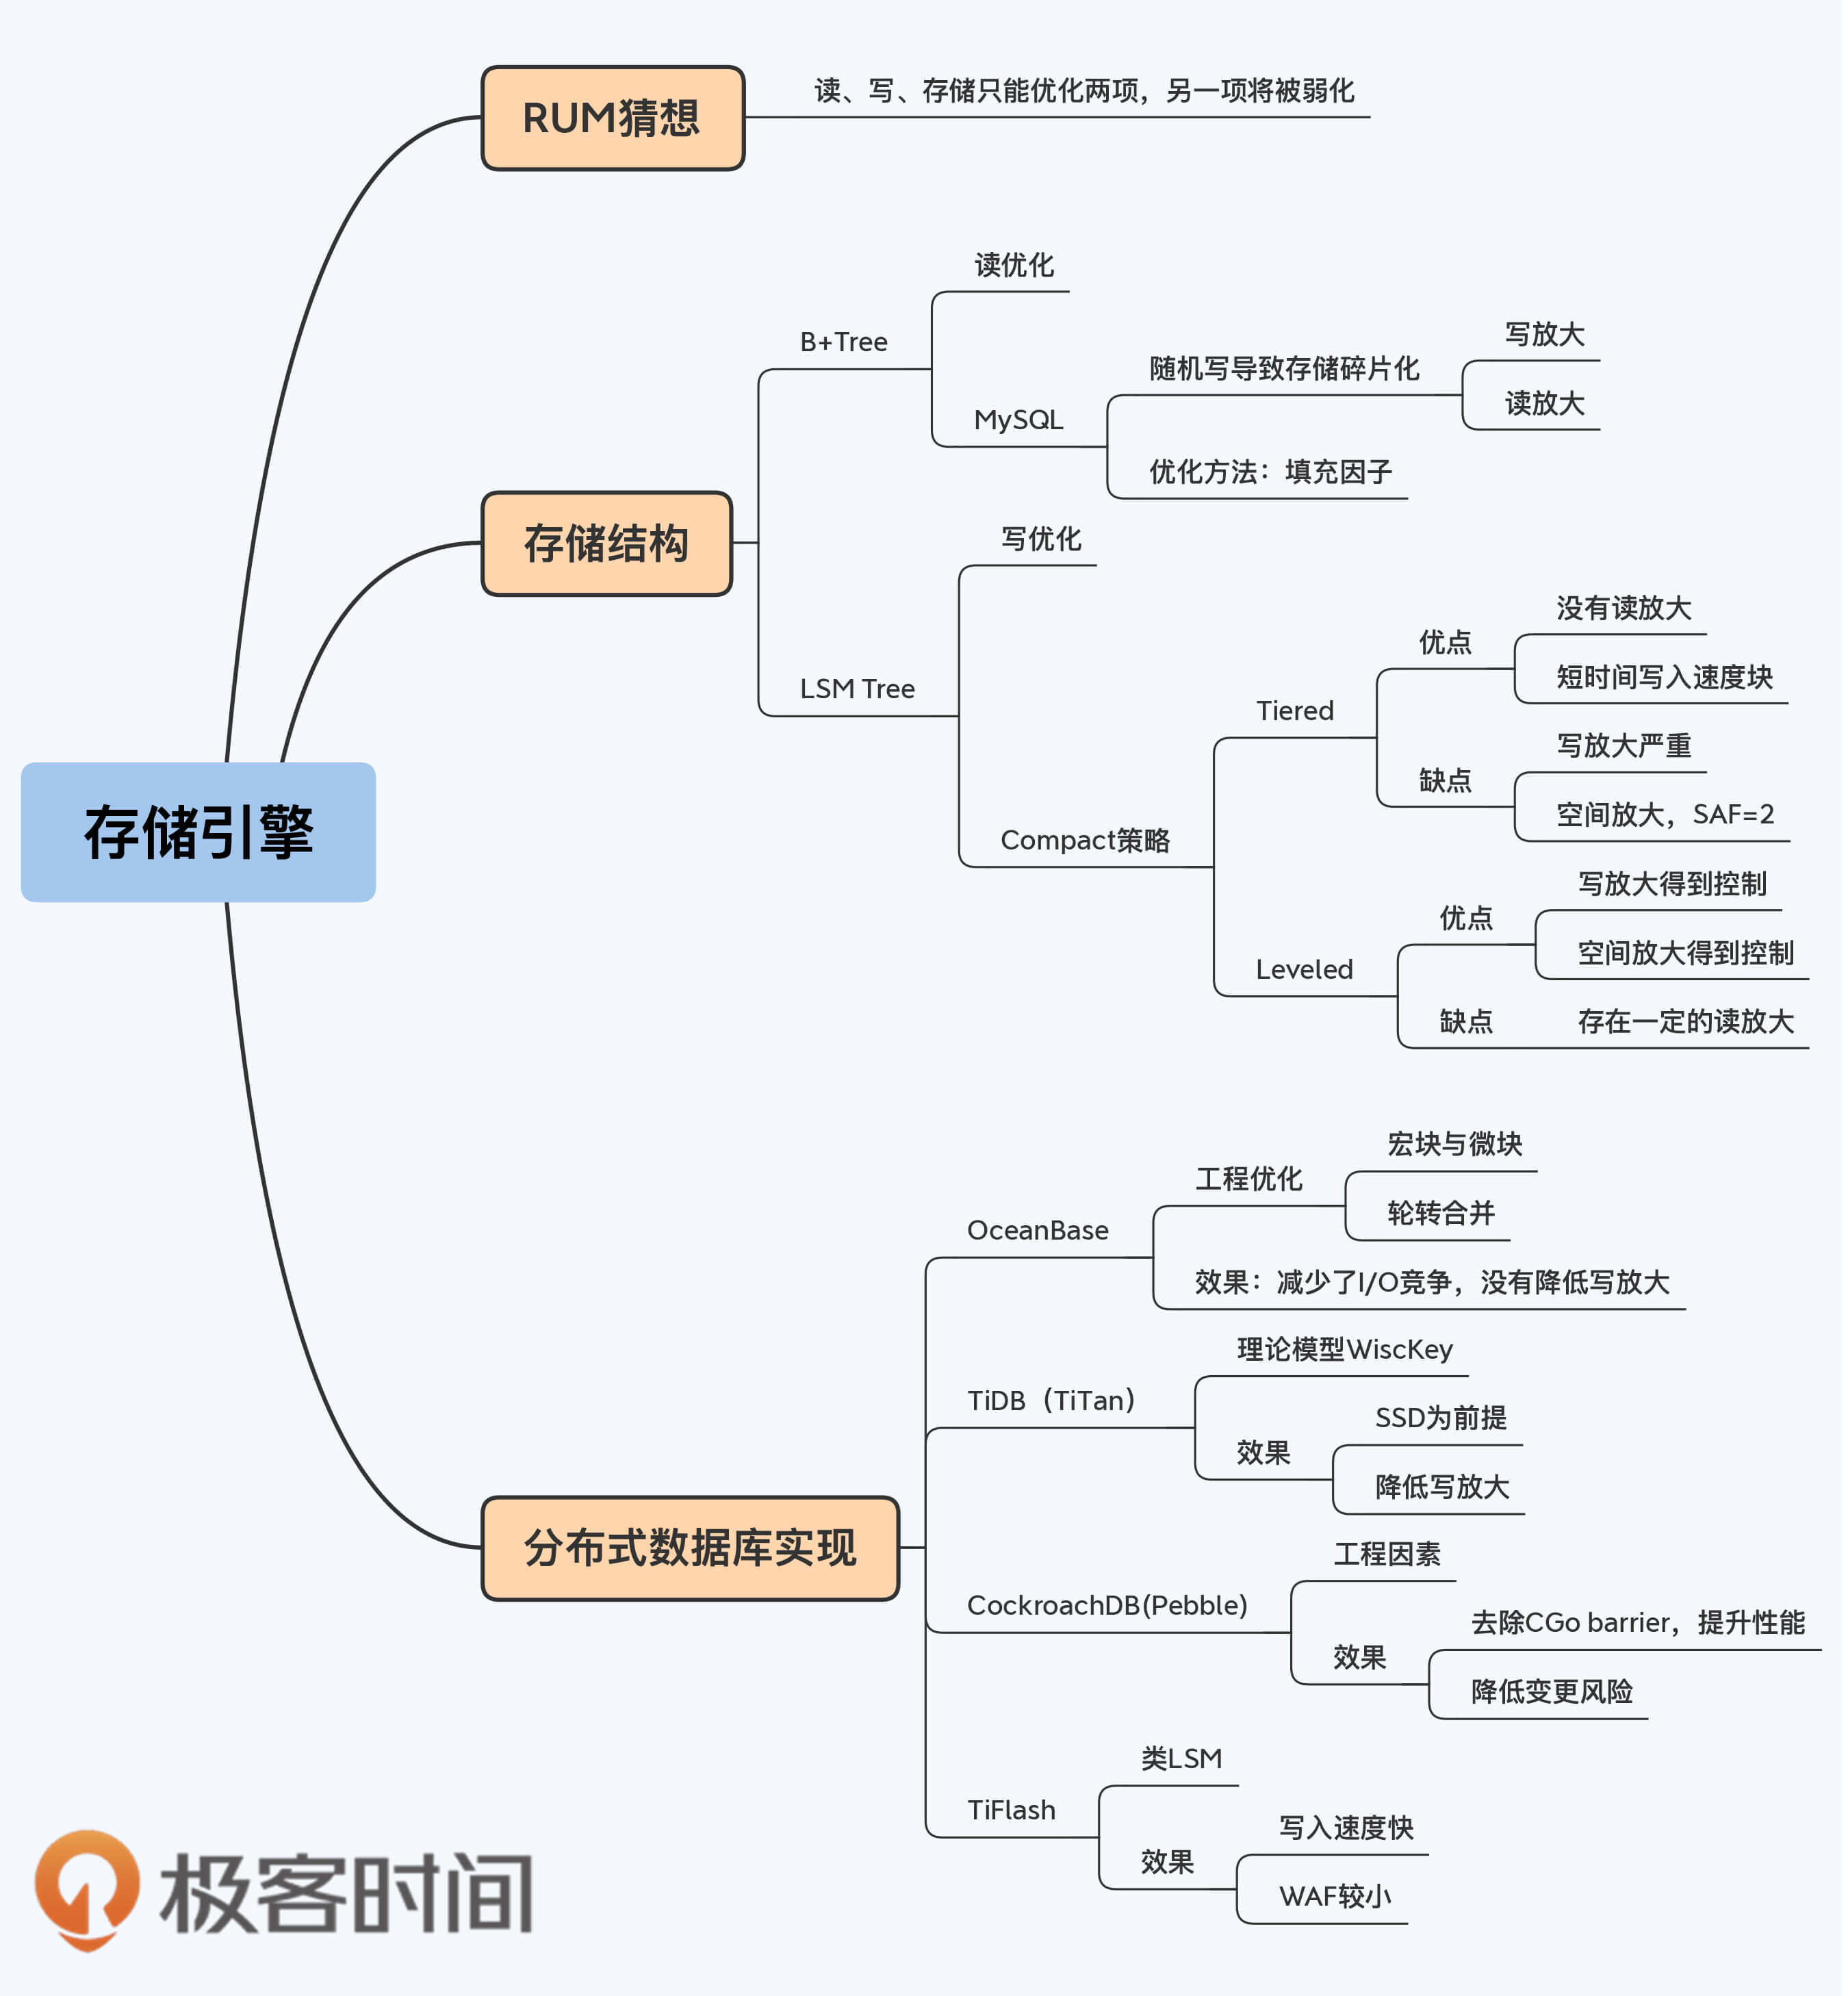 存储引擎
RUM猜想
读、写、存储只能优化两项，另一项将被弱化
存储结构
B+Tree
读优化
MySQL
随机写导致存储碎片化
写放大
读放大
优化方法：填充因子
LSM Tree
写优化
Compact策略
Tiered
优点
没有读放大
短时间写入速度块
缺点
写放大严重
空间放大，SAF=2
Leveled
优点
写放大得到控制
空间放大得到控制
缺点
存在一定的读放大
分布式数据库实现
OceanBase
工程优化
宏块与微块
轮转合并
效果：减少了I/O竞争，没有降低写放大
TiDB（TiTan）
理论模型WiscKey
效果
SSD为前提
降低写放大
CockroachDB(Pebble)
工程因素
效果
去除CGo barrier，提升性能
降低变更风险
TiFlash
类LSM
效果
写入速度快
WAF较小
极客时间